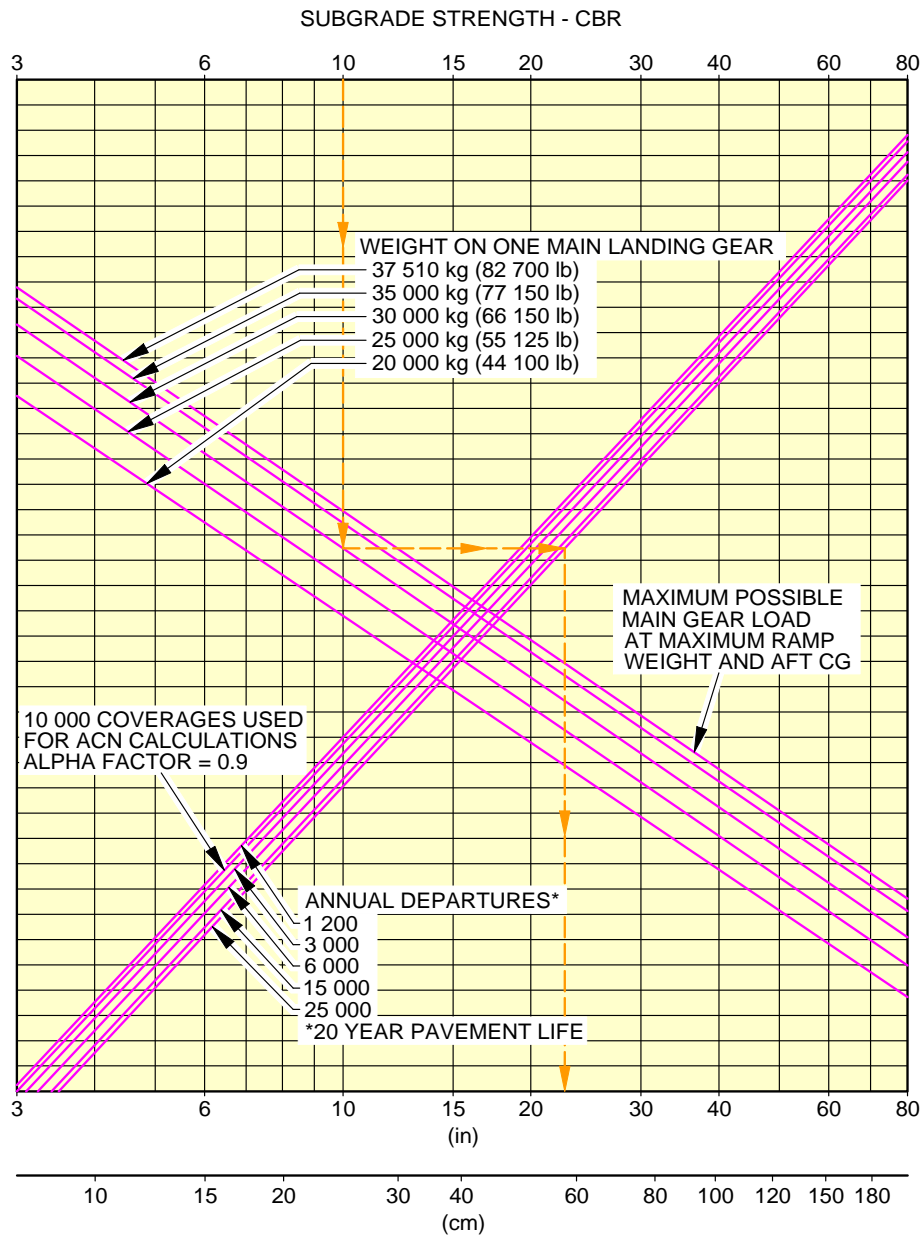 SUBGRADE STRENGTH - CBR
3 6 10 15 20 30 40 60 80
WEIGHT ON ONE MAIN LANDING GEAR
37 510 kg (82 700 lb)
35 000 kg (77 150 lb)
30 000 kg (66 150 lb)
25 000 kg (55 125 lb)
20 000 kg (44 100 lb)
MAXIMUM POSSIBLE
MAIN GEAR LOAD
AT MAXIMUM RAMP
WEIGHT AND AFT CG
10 000 COVERAGES USED
FOR ACN CALCULATIONS
ALPHA FACTOR = 0.9
ANNUAL DEPARTURES*
1 200
3 000
6 000
15 000
25 000
*20 YEAR PAVEMENT LIFE
3 6 10 15 20 30 40 60 80
(in)
10 15 20 30 40 60 80 100 120 150 180
(cm)